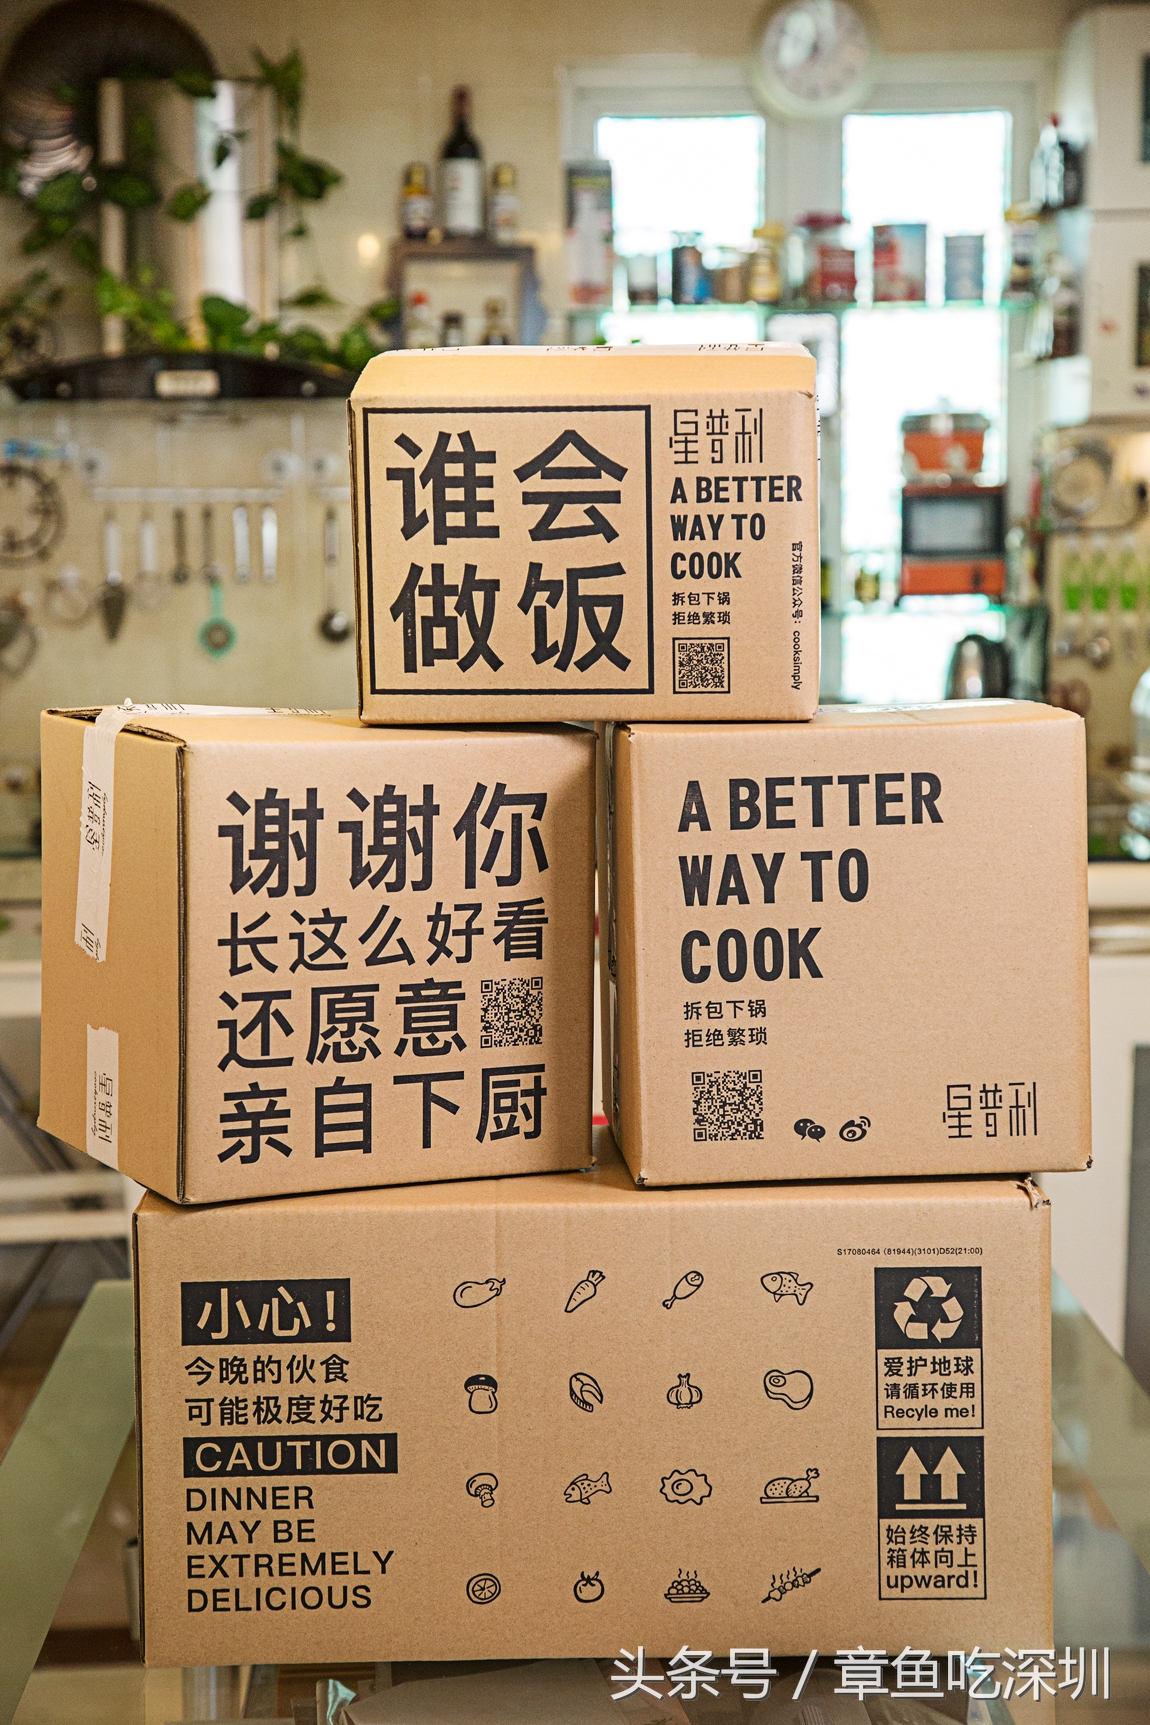 谁会
做饭
星普利
A BETTER
WAY TO
COOK
拆包下锅
拒绝繁琐
官方微信公众号：cooksimply
谢谢你
长这么好看
还愿意
亲自下厨
星普利
A BETTER
WAY TO
COOK
拆包下锅
拒绝繁琐
星普利
S17080464 (81944)(3101)D52(21:00)
小心！
今晚的伙食
可能极度好吃
CAUTION
DINNER
MAY BE
EXTREMELY
DELICIOUS
爱护地球
请循环使用
Recyle me!
始终保持
箱体向上
upward!
头条号 / 章鱼吃深圳